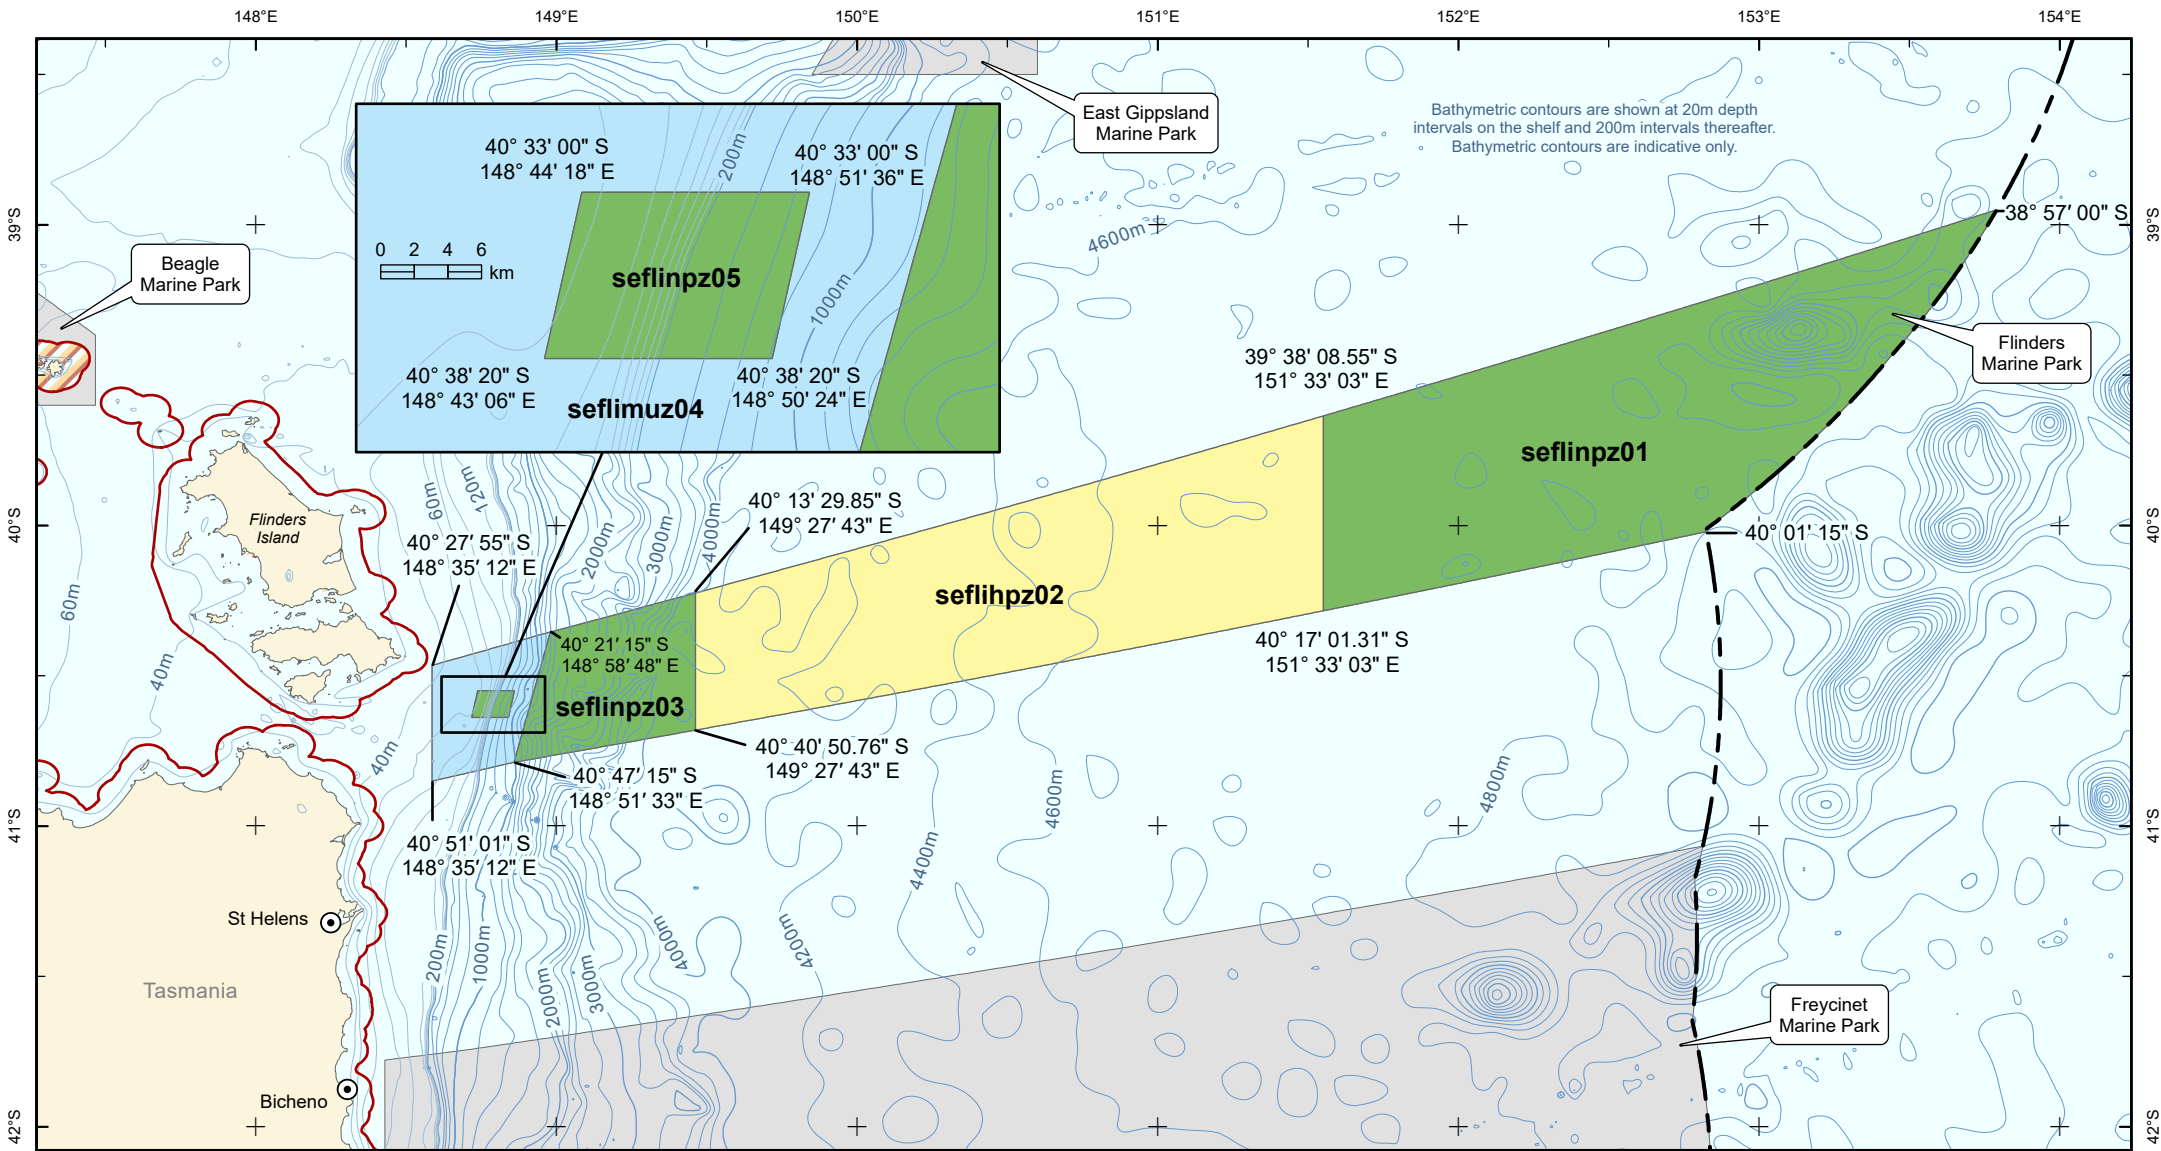 148°E
149°E
150°E
151°E
152°E
153°E
154°E
East Gippsland
Marine Park
Bathymetric contours are shown at 20m depth
intervals on the shelf and 200m intervals thereafter.
Bathymetric contours are indicative only.
40° 33' 00" S
148° 44' 18" E
200m
40° 33' 00" S
148° 51' 36" E
0 2 4 6
km
seflinpz05
1000m
40° 38' 20" S
148° 43' 06" E
40° 38' 20" S
148° 50' 24" E
seflimuz04
39°S
39°S
4600m
38° 57' 00" S
Beagle
Marine Park
Flinders
Marine Park
39° 38' 08.55" S
151° 33' 03" E
seflinpz01
60m
120m
2000m
3000m
4000m
40° 13' 29.85" S
149° 27' 43" E
Flinders
Island
40°S
40°S
40° 27' 55" S
148° 35' 12" E
40° 01' 15" S
60m
40m
seflihpz02
40° 21' 15" S
148° 58' 48" E
40° 17' 01.31" S
151° 33' 03" E
seflinpz03
40m
40° 40' 50.76" S
149° 27' 43" E
40° 47' 15" S
148° 51' 33" E
4600m
4800m
41°S
41°S
40° 51' 01" S
148° 35' 12" E
4400m
St Helens
200m
1000m
2000m
3000m
4000m
4200m
Tasmania
Freycinet
Marine Park
Bicheno
42°S
42°S